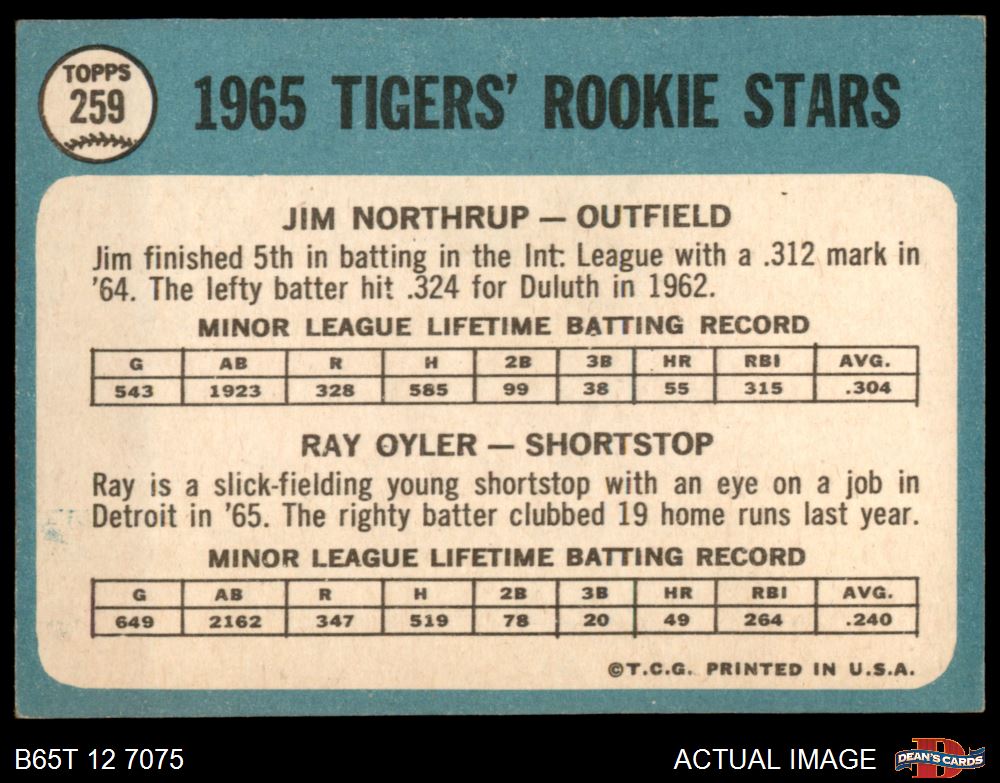 TOPPS
259
1965 TIGERS' ROOKIE STARS
JIM NORTHRUP — OUTFIELD
Jim finished 5th in batting in the Int: League with a .312 mark in
'64. The lefty batter hit .324 for Duluth in 1962.
MINOR LEAGUE LIFETIME BATTING RECORD
G AB R H 2B 3B HR RBI AVG.
543 1923 328 585 99 38 55 315 .304
RAY OYLER — SHORTSTOP
Ray is a slick-fielding young shortstop with an eye on a job in
Detroit in '65. The righty batter clubbed 19 home runs last year.
MINOR LEAGUE LIFETIME BATTING RECORD
G AB R H 2B 3B HR RBI AVG.
649 2162 347 519 78 20 49 264 .240
©T.C.G. PRINTED IN U.S.A.
B65T 12 7075
ACTUAL IMAGE
D
DEAN'S CARDS